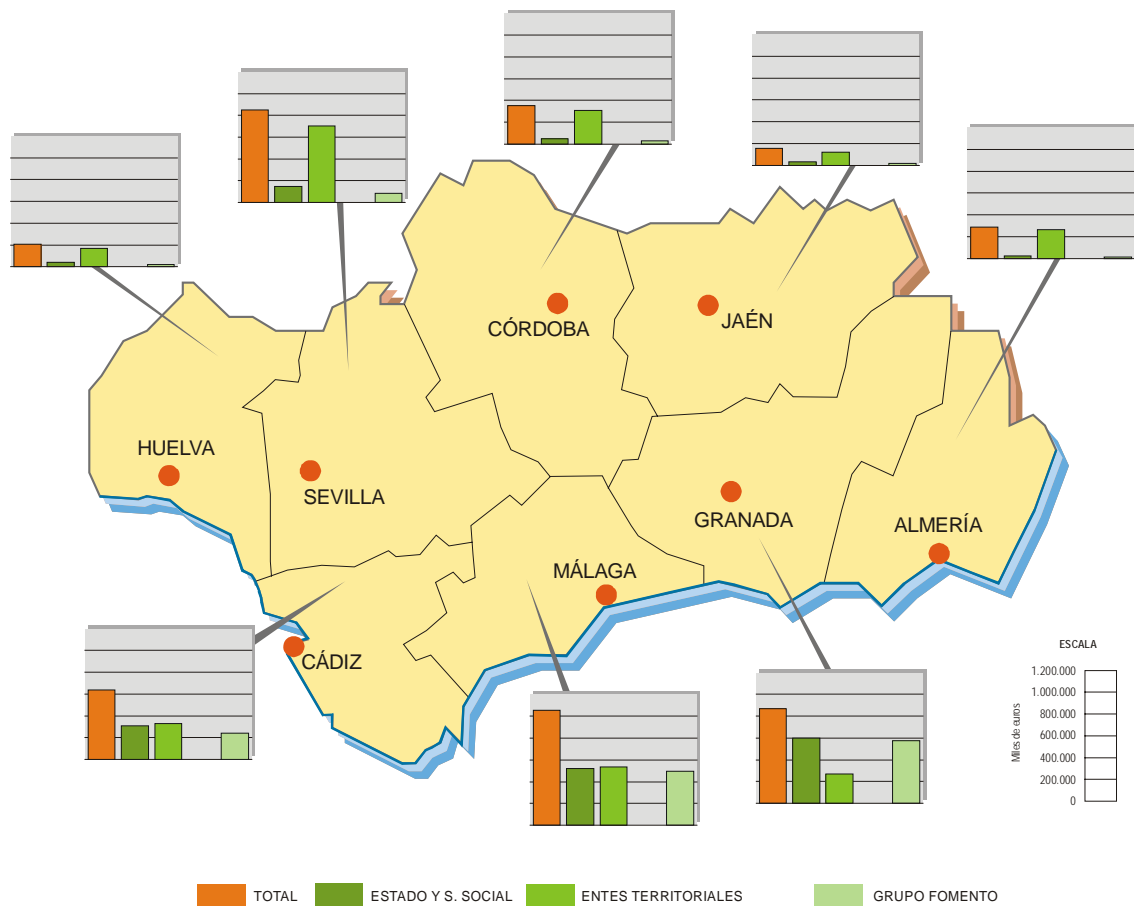 CÓRDOBA
JAÉN
HUELVA
SEVILLA
GRANADA
ALMERÍA
MÁLAGA
CÁDIZ
ESCALA
Miles de euros
1.200.000
1.000.000
800.000
600.000
400.000
200.000
0
TOTAL
ESTADO Y S. SOCIAL
ENTES TERRITORIALES
GRUPO FOMENTO